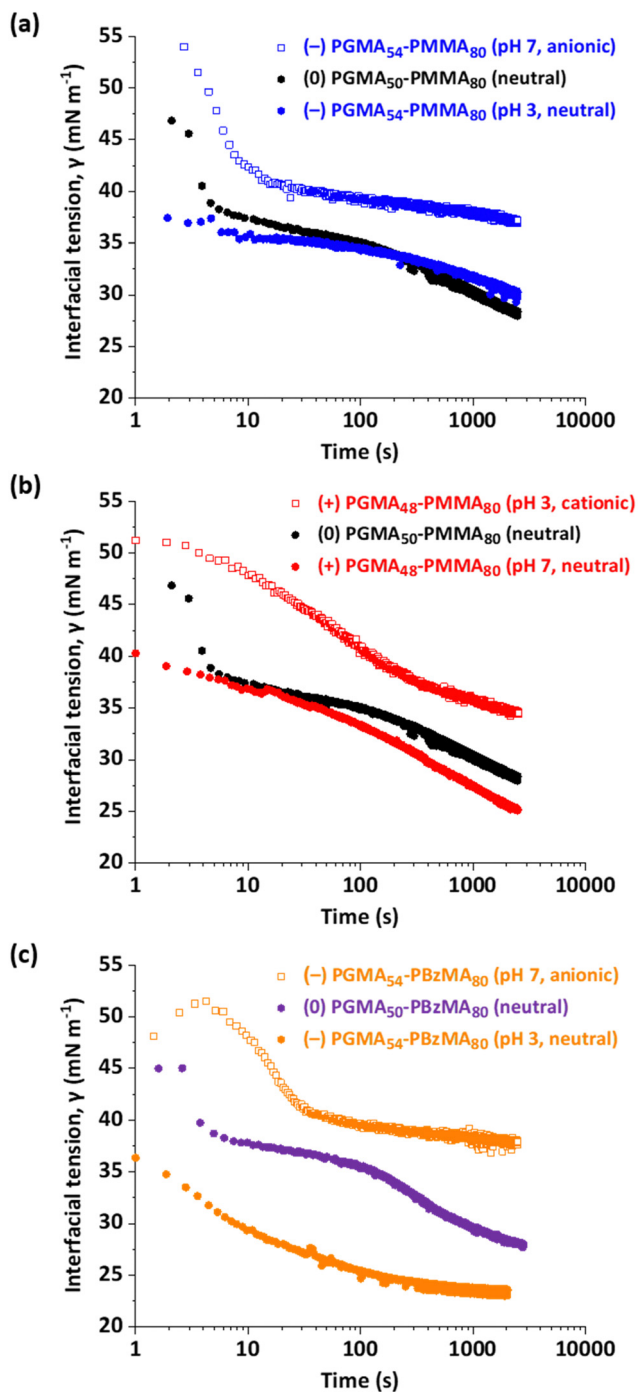 (a)
55
50
45
40
35
30
25
20
Interfacial tension, γ (mN m⁻¹)
(−) PGMA₅₄-PMMA₈₀ (pH 7, anionic)
(0) PGMA₅₀-PMMA₈₀ (neutral)
(−) PGMA₅₄-PMMA₈₀ (pH 3, neutral)
1 10 100 1000 10000
Time (s)
(b)
55
50
45
40
35
30
25
20
Interfacial tension, γ (mN m⁻¹)
(+) PGMA₄₈-PMMA₈₀ (pH 3, cationic)
(0) PGMA₅₀-PMMA₈₀ (neutral)
(+) PGMA₄₈-PMMA₈₀ (pH 7, neutral)
1 10 100 1000 10000
Time (s)
(c)
55
50
45
40
35
30
25
20
Interfacial tension, γ (mN m⁻¹)
(−) PGMA₅₄-PBzMA₈₀ (pH 7, anionic)
(0) PGMA₅₀-PBzMA₈₀ (neutral)
(−) PGMA₅₄-PBzMA₈₀ (pH 3, neutral)
1 10 100 1000 10000
Time (s)